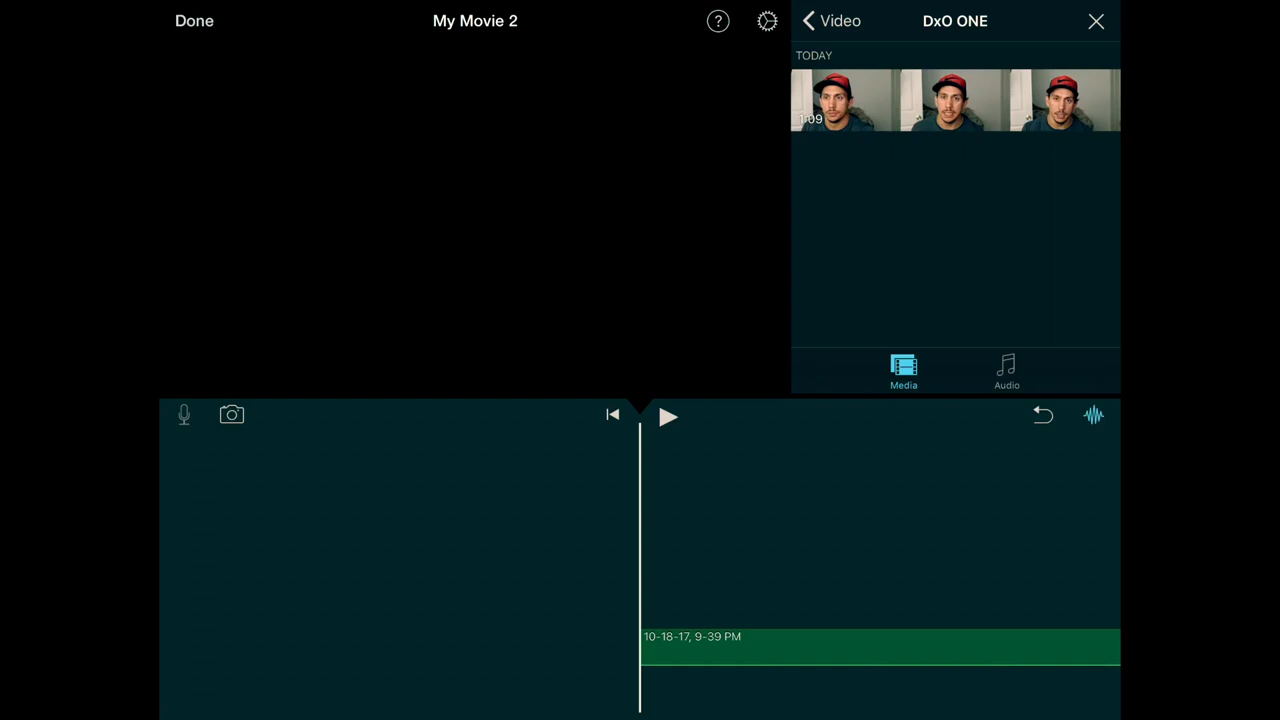 Done
My Movie 2
?
Video
DxO ONE
TODAY
1:09
Media
Audio
10-18-17, 9-39 PM